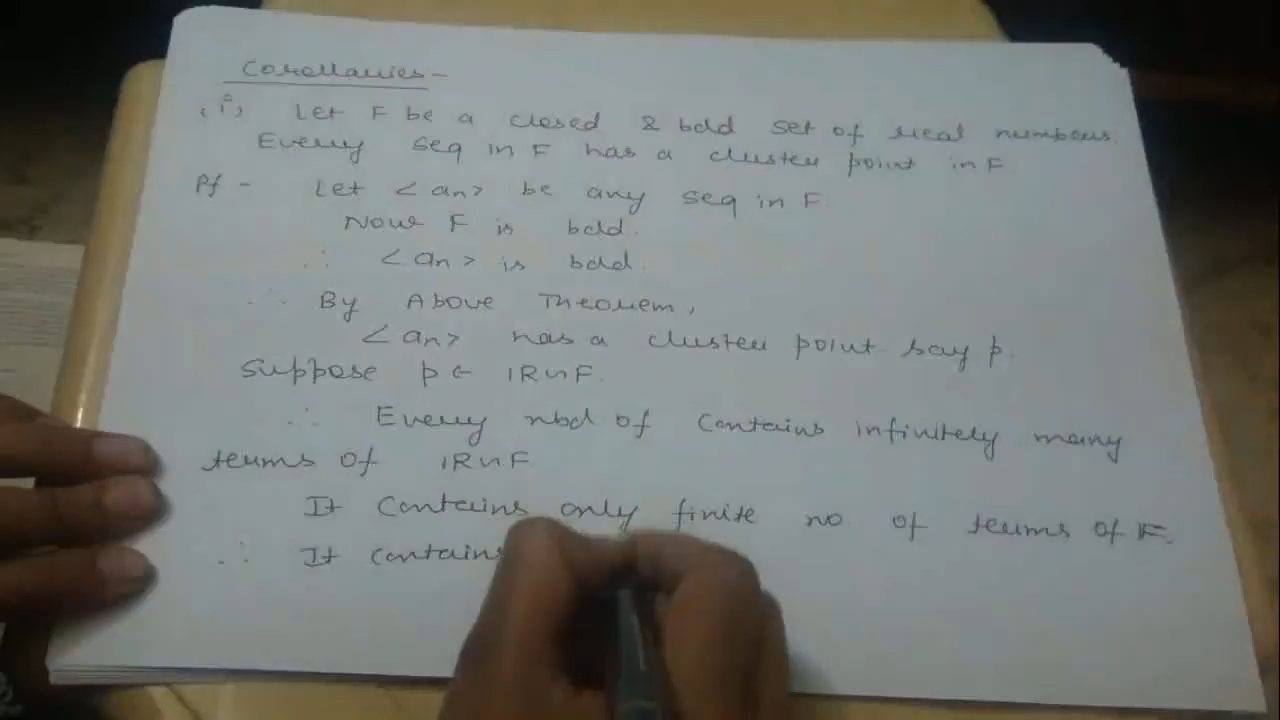 Corollaries -
(i) Let F be a closed & bdd set of real numbers.
Every seq in F has a cluster point in F
Pf - Let <an> be any seq in F.
Now F is bdd.
∴ <an> is bdd.
∴ By Above Theorem,
<an> has a cluster point say p.
Suppose p ∈ IR~F.
∴ Every nbd of contains infinitely many
terms of IR~F
It contains only finite no of terms of F.
∴ It contains